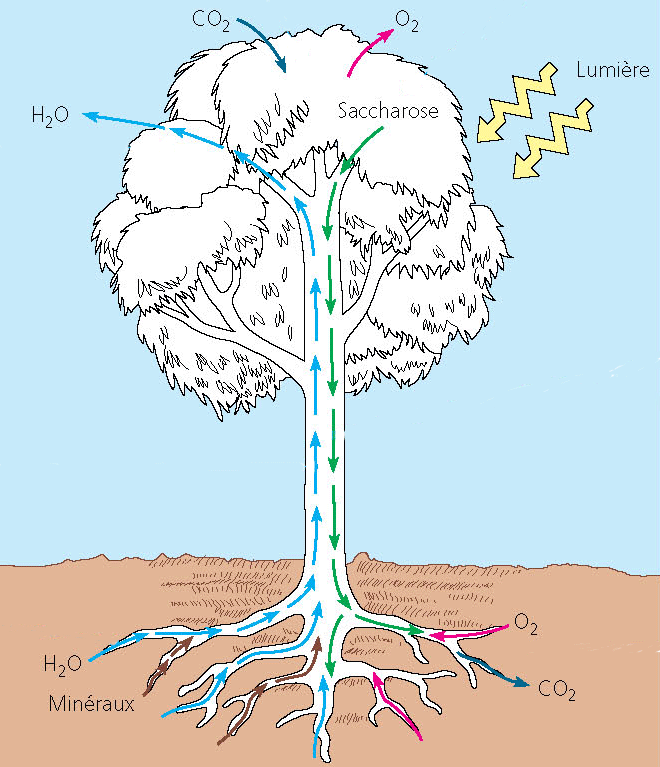 CO₂
O₂
Lumière
H₂O
Saccharose
O₂
H₂O
CO₂
Minéraux